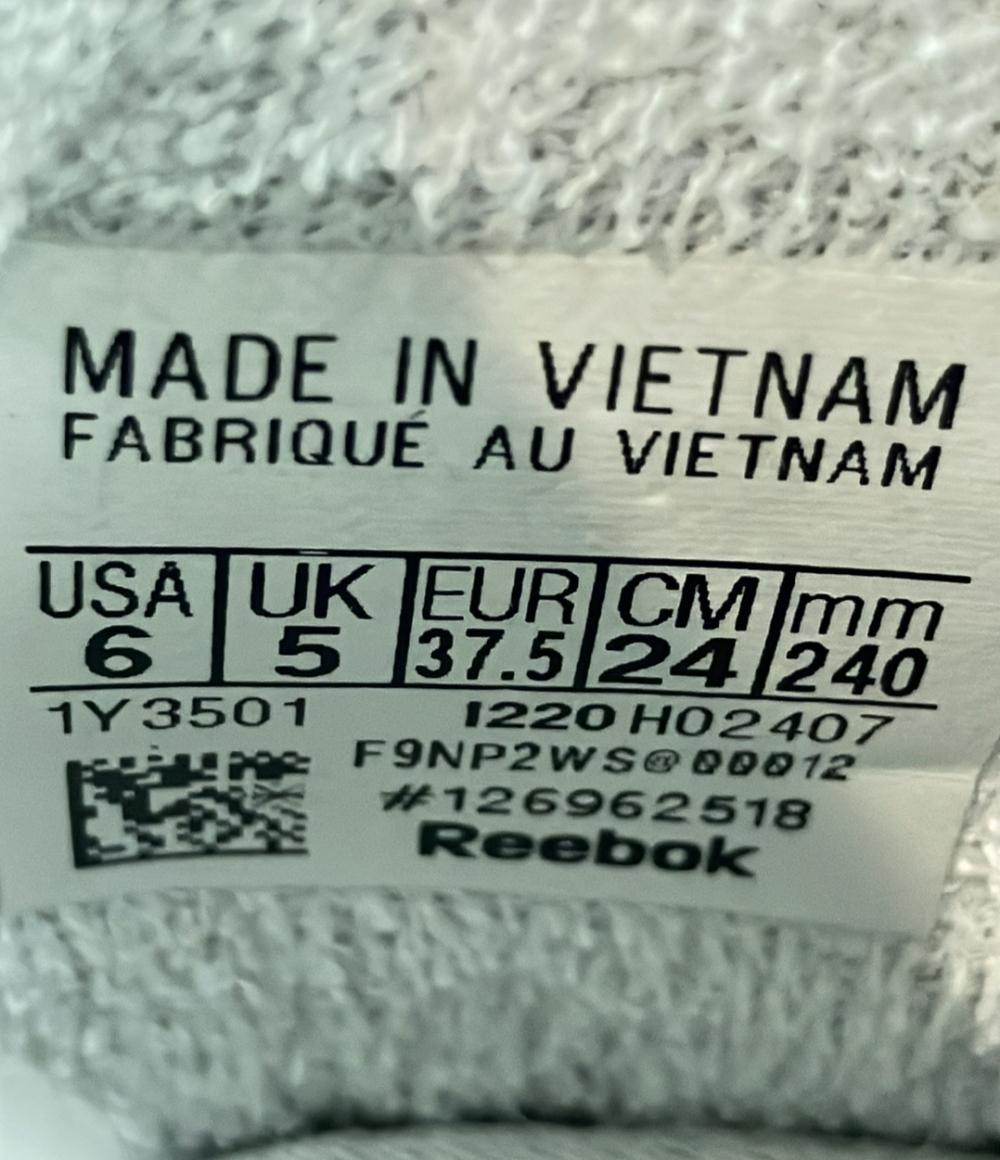 MADE IN VIETNAM
FABRIQUÉ AU VIETNAM
USA UK EUR CM mm
6 5 37.5 24 240
1Y3501 1220 H02407
F9NP2WS@00012
#126962518
Reebok